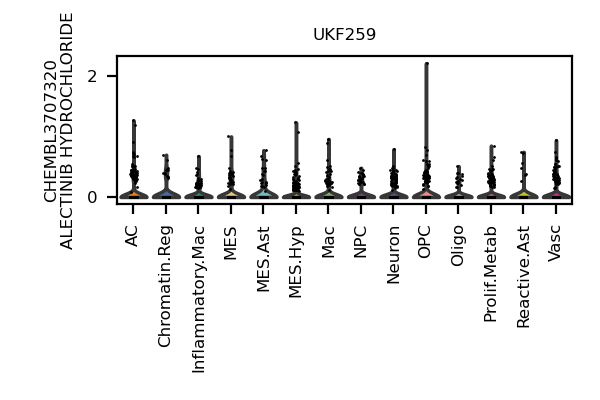 UKF259
CHEMBL3707320
ALECTINIB HYDROCHLORIDE
2
0
AC
Chromatin.Reg
Inflammatory.Mac
MES
MES.Ast
MES.Hyp
Mac
NPC
Neuron
OPC
Oligo
Prolif.Metab
Reactive.Ast
Vasc